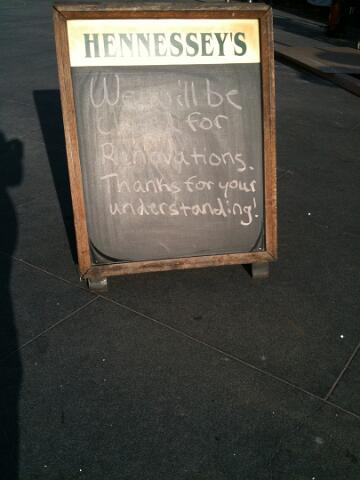 HENNESSEY'S
We will be
for
Renovations.
Thanks for your
understanding!